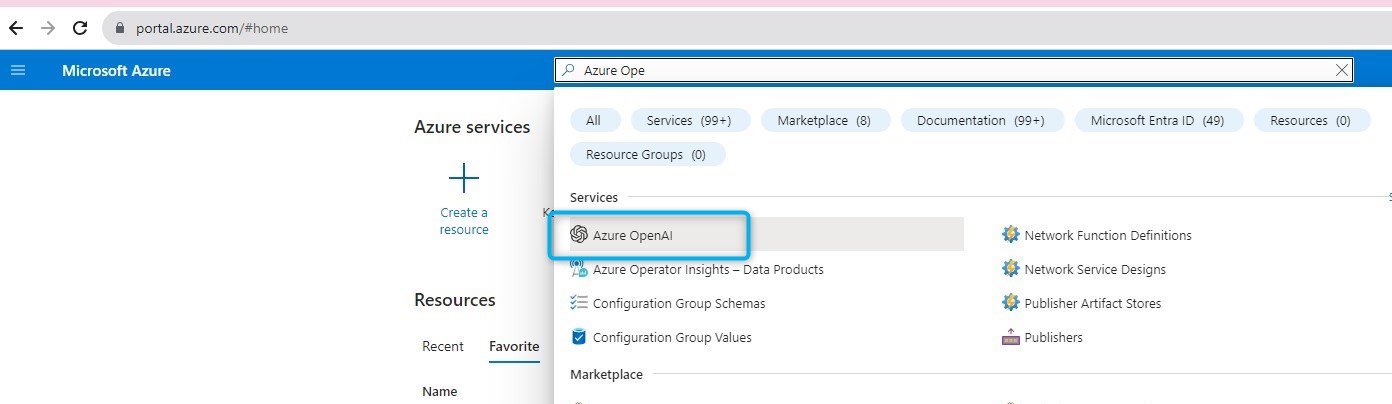 portal.azure.com/#home
Microsoft Azure
Azure Ope
Azure services
All Services (99+) Marketplace (8) Documentation (99+) Microsoft Entra ID (49) Resources (0)
Resource Groups (0)
Create a
resource
Services
Azure OpenAI
Network Function Definitions
Azure Operator Insights – Data Products
Network Service Designs
Configuration Group Schemas
Publisher Artifact Stores
Configuration Group Values
Publishers
Resources
Recent Favorite
Name
Marketplace